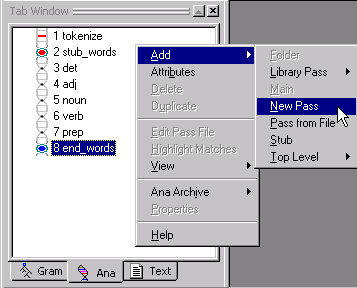 Tab Window
1 tokenize
2 stub_words
3 det
4 adj
5 noun
6 verb
7 prep
8 end_words
Add
Attributes
Delete
Duplicate
Edit Pass File
Highlight Matches
View
Ana Archive
Properties
Help
Folder
Library Pass
Main
New Pass
Pass from File
Stub
Top Level
Gram
Ana
Text